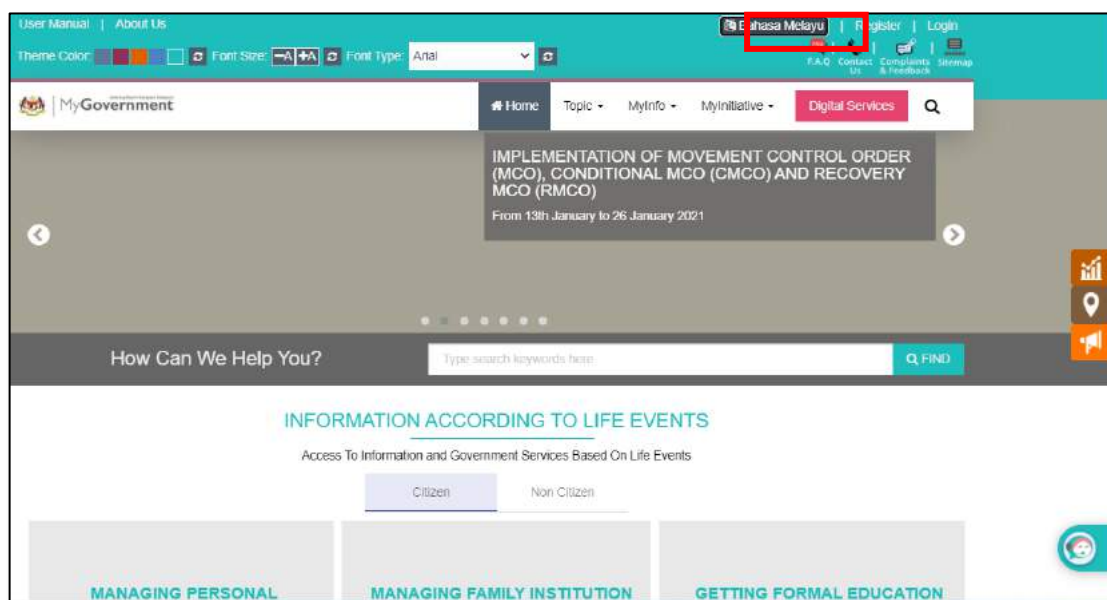 User Manual | About Us
Bahasa Melayu | Register | Login
Theme Color: Font Size: -A +A Font Type: Arial
F.A.Q Contact Us Complaints & Feedback Sitemap
MyGovernment
Home Topic MyInfo MyInitiative Digital Services
IMPLEMENTATION OF MOVEMENT CONTROL ORDER
(MCO), CONDITIONAL MCO (CMCO) AND RECOVERY
MCO (RMCO)
From 13th January to 26 January 2021
How Can We Help You? Type search keywords here FIND
INFORMATION ACCORDING TO LIFE EVENTS
Access To Information and Government Services Based On Life Events
Citizen Non Citizen
MANAGING PERSONAL MANAGING FAMILY INSTITUTION GETTING FORMAL EDUCATION